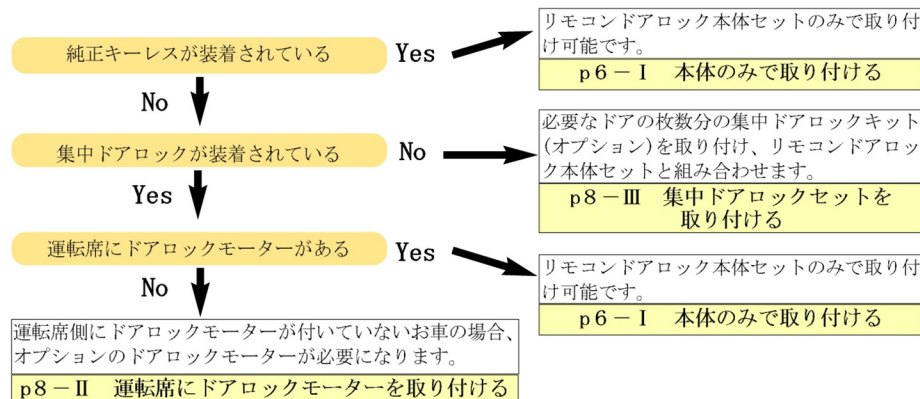 純正キーレスが装着されている
Yes
リモコンドアロック本体セットのみで取り付
け可能です。
p6－Ⅰ　本体のみで取り付ける
No
集中ドアロックが装着されている
No
必要なドアの枚数分の集中ドアロックキット
(オプション)を取り付け、リモコンドアロッ
ク本体セットと組み合わせます。
p8－Ⅲ　集中ドアロックセットを
取り付ける
Yes
運転席にドアロックモーターがある
Yes
リモコンドアロック本体セットのみで取り付
け可能です。
p6－Ⅰ　本体のみで取り付ける
No
運転席側にドアロックモーターが付いていないお車の場合、
オプションのドアロックモーターが必要になります。
p8－Ⅱ　運転席にドアロックモーターを取り付ける